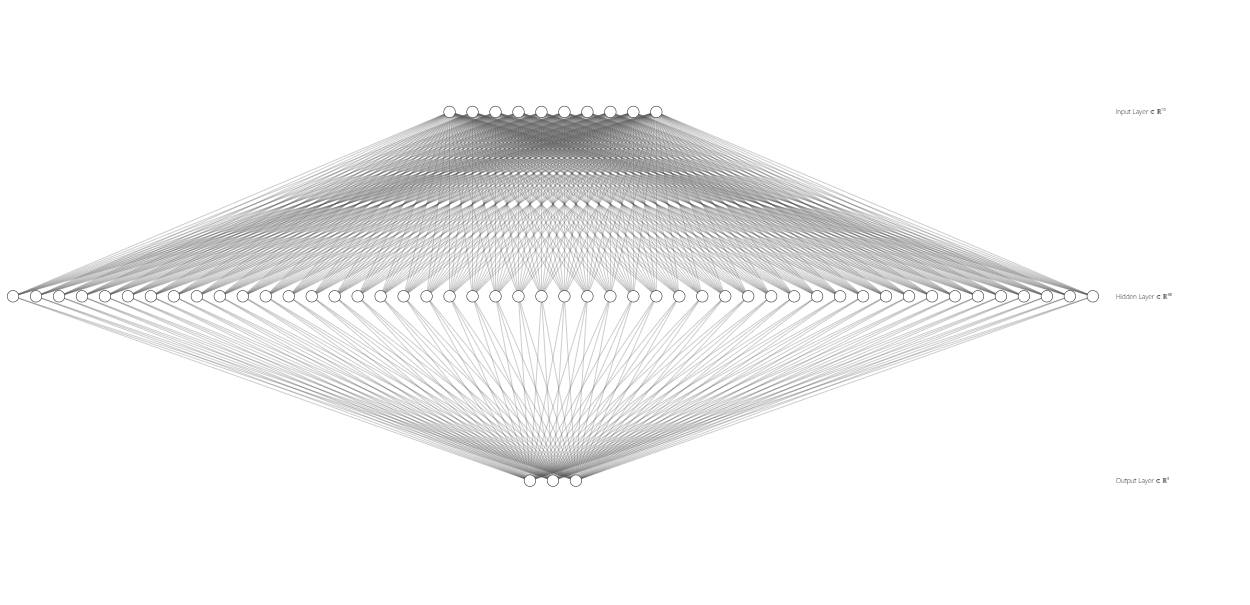 Input Layer ∈ ℝ¹⁰
Hidden Layer ∈ ℝ⁴⁸
Output Layer ∈ ℝ³